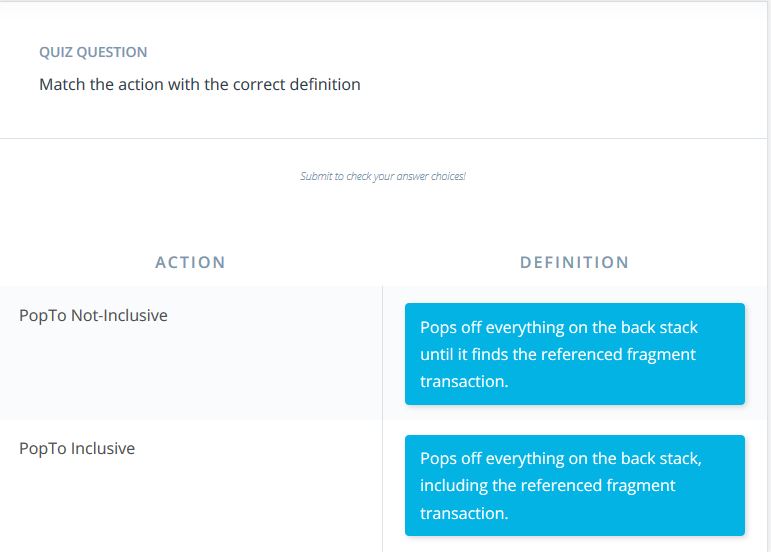 QUIZ QUESTION
Match the action with the correct definition
Submit to check your answer choices!
ACTION
DEFINITION
PopTo Not-Inclusive
Pops off everything on the back stack
until it finds the referenced fragment
transaction.
PopTo Inclusive
Pops off everything on the back stack,
including the referenced fragment
transaction.